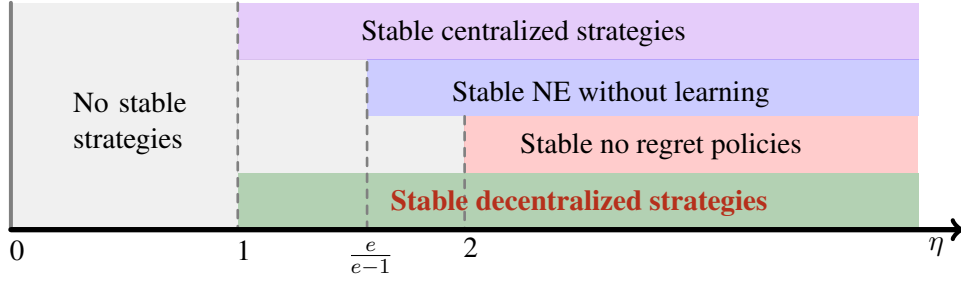 Stable centralized strategies
No stable
strategies
Stable NE without learning
Stable no regret policies
Stable decentralized strategies
0
1
e/(e−1)
2
η